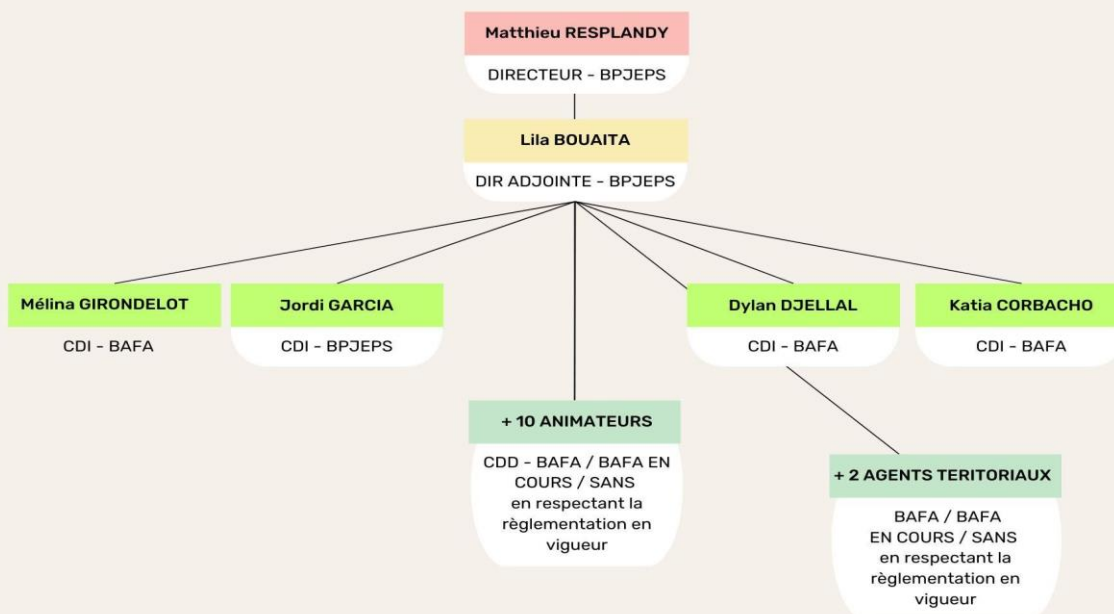 Matthieu RESPLANDY
DIRECTEUR - BPJEPS
Lila BOUAITA
DIR ADJOINTE - BPJEPS
Mélina GIRONDELOT
CDI - BAFA
Jordi GARCIA
CDI - BPJEPS
Dylan DJELLAL
CDI - BAFA
Katia CORBACHO
CDI - BAFA
+ 10 ANIMATEURS
CDD - BAFA / BAFA EN
COURS / SANS
en respectant la
règlementation en
vigueur
+ 2 AGENTS TERITORIAUX
BAFA / BAFA
EN COURS / SANS
en respectant la
règlementation en
vigueur